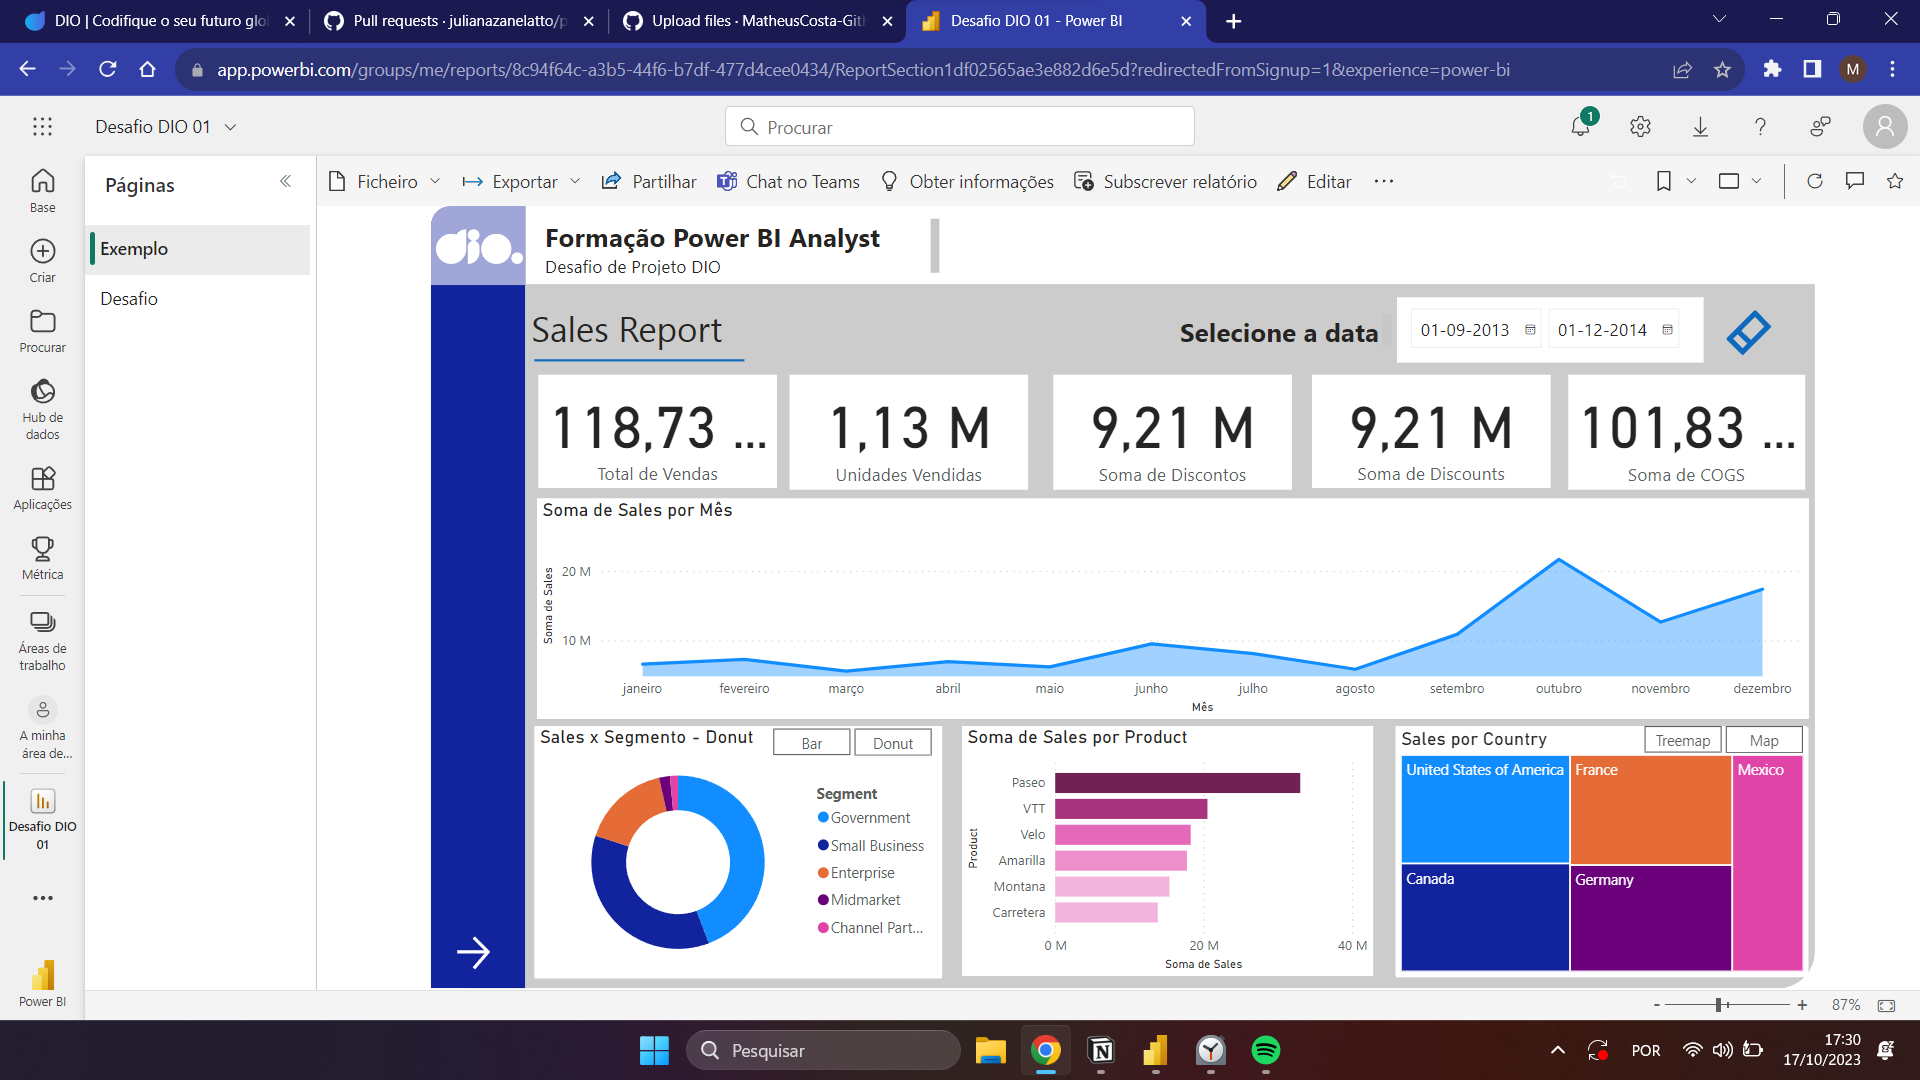 DIO | Codifique o seu futuro glo
Pull requests · julianazanelatto/p
Upload files · MatheusCosta-Git
Desafio DIO 01 - Power BI
app.powerbi.com/groups/me/reports/8c94f64c-a3b5-44f6-b7df-477d4cee0434/ReportSection1df02565ae3e882d6e5d?redirectedFromSignup=1&experience=power-bi
M
Desafio DIO 01
Procurar
1
Base
Criar
Procurar
Hub de
dados
Aplicações
Métrica
Áreas de
trabalho
A minha
área de...
Desafio DIO
01
Power BI
Páginas
Exemplo
Desafio
Ficheiro
Exportar
Partilhar
Chat no Teams
Obter informações
Subscrever relatório
Editar
dio.
Formação Power BI Analyst
Desafio de Projeto DIO
Sales Report
Selecione a data
01-09-2013
01-12-2014
118,73 ...
Total de Vendas
1,13 M
Unidades Vendidas
9,21 M
Soma de Discontos
9,21 M
Soma de Discounts
101,83 ...
Soma de COGS
Soma de Sales por Mês
Soma de Sales
20 M
10 M
janeiro fevereiro março abril maio junho julho agosto setembro outubro novembro dezembro
Mês
Sales x Segmento - Donut
Bar
Donut
Segment
Government
Small Business
Enterprise
Midmarket
Channel Part...
Soma de Sales por Product
Product
Paseo
VTT
Velo
Amarilla
Montana
Carretera
0 M 20 M 40 M
Soma de Sales
Sales por Country
Treemap
Map
United States of America
France
Mexico
Canada
Germany
- + 87%
Pesquisar
POR
17:30
17/10/2023